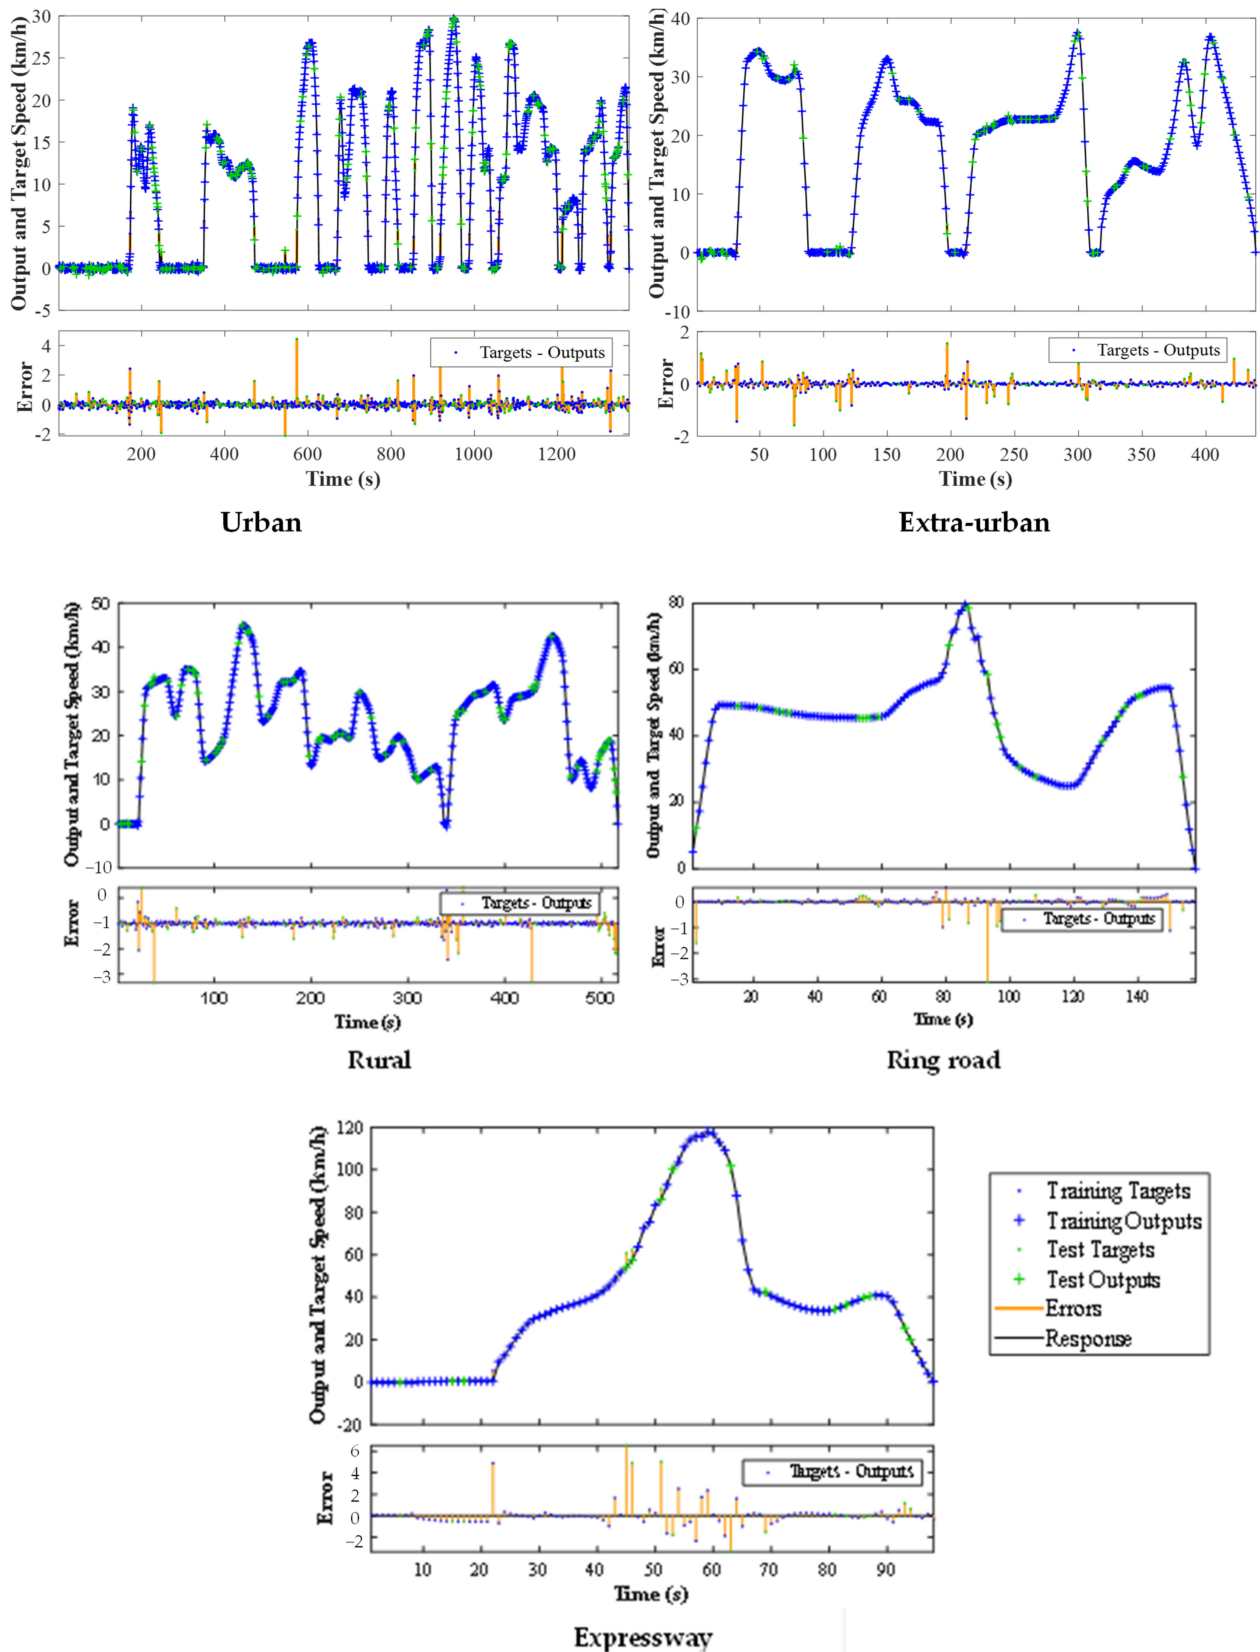 Output and Target Speed (km/h)
30
25
20
15
10
5
0
-5
Error
4
2
0
-2
Targets - Outputs
200 400 600 800 1000 1200
Time (s)
Urban
Output and Target Speed (km/h)
40
30
20
10
0
-10
Error
2
0
-2
Targets - Outputs
50 100 150 200 250 300 350 400
Time (s)
Extra-urban
Output and Target Speed (km/h)
50
40
30
20
10
0
−10
Error
0
−1
−2
−3
Targets - Outputs
100 200 300 400 500
Time (s)
Rural
Output and Target Speed (km/h)
80
60
40
20
0
Error
0
−1
−2
−3
Targets - Outputs
20 40 60 80 100 120 140
Time (s)
Ring road
Output and Target Speed (km/h)
120
100
80
60
40
20
0
-20
Error
6
4
2
0
−2
Targets - Outputs
10 20 30 40 50 60 70 80 90
Time (s)
Expressway
Training Targets
Training Outputs
Test Targets
Test Outputs
Errors
Response